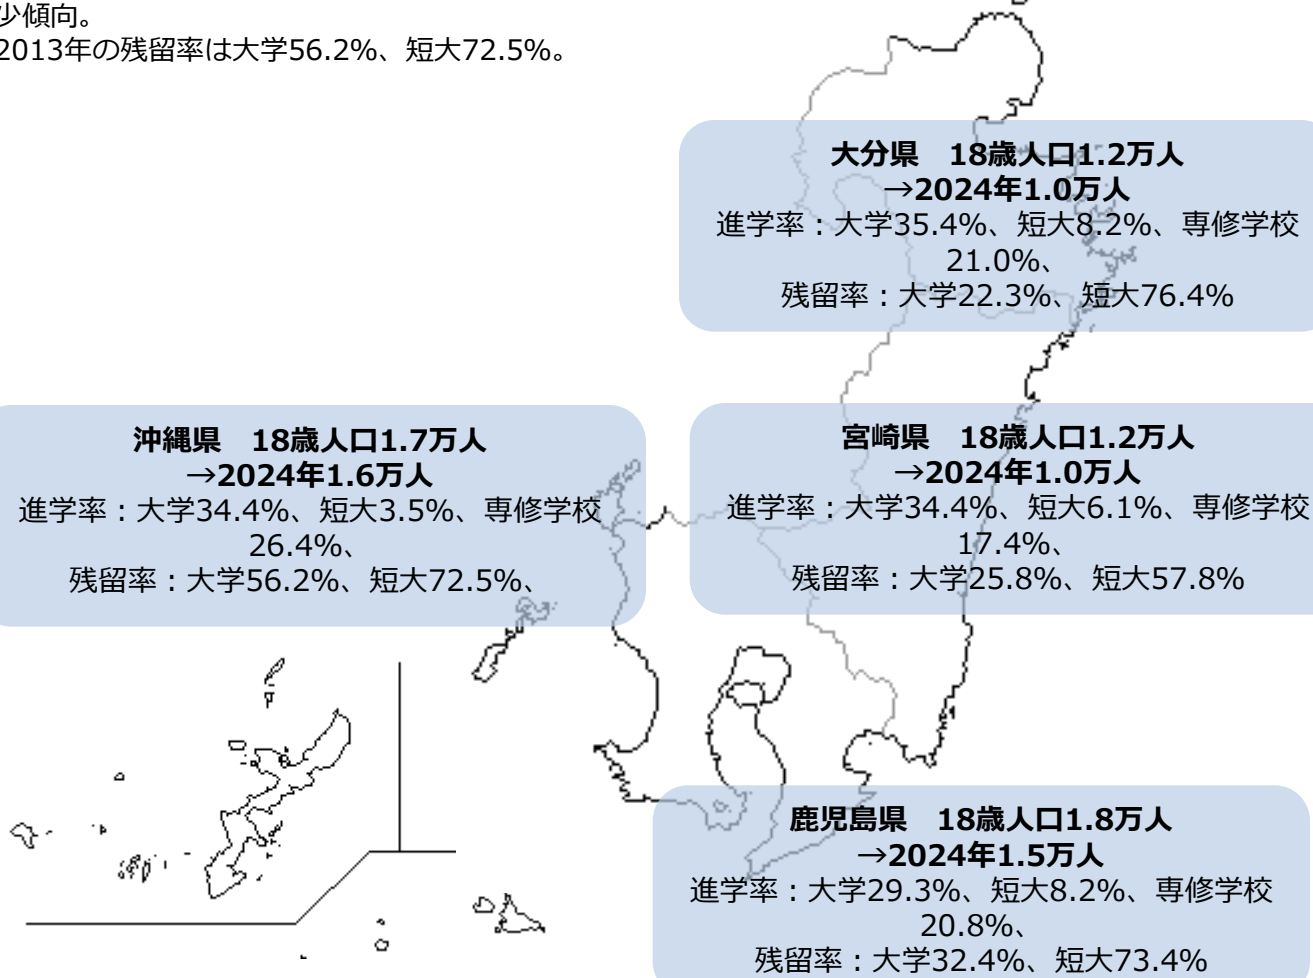 少傾向。
2013年の残留率は大学56.2%、短大72.5%。
大分県　18歳人口1.2万人
→2024年1.0万人
進学率：大学35.4%、短大8.2%、専修学校
21.0%、
残留率：大学22.3%、短大76.4%
沖縄県　18歳人口1.7万人
→2024年1.6万人
進学率：大学34.4%、短大3.5%、専修学校
26.4%、
残留率：大学56.2%、短大72.5%、
宮崎県　18歳人口1.2万人
→2024年1.0万人
進学率：大学34.4%、短大6.1%、専修学校
17.4%、
残留率：大学25.8%、短大57.8%
鹿児島県　18歳人口1.8万人
→2024年1.5万人
進学率：大学29.3%、短大8.2%、専修学校
20.8%、
残留率：大学32.4%、短大73.4%